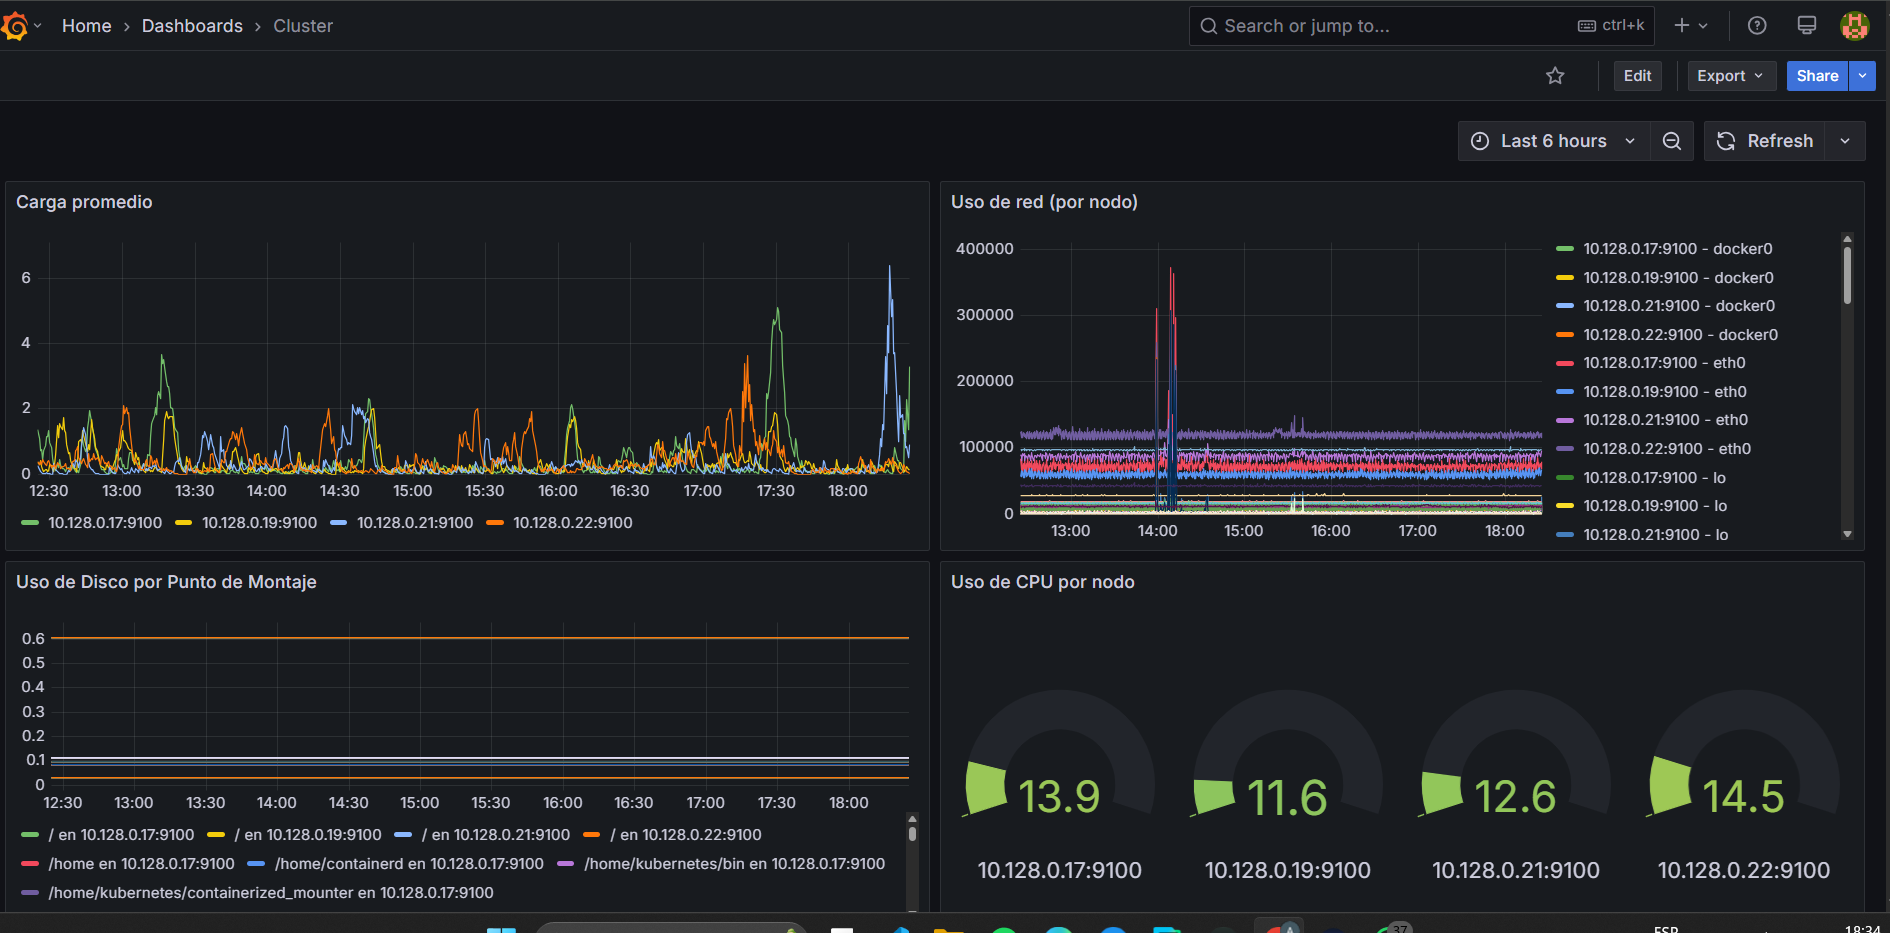 Home › Dashboards › Cluster
Search or jump to...
ctrl+k
Edit
Export
Share
Last 6 hours
Refresh
Carga promedio
6
4
2
0
12:30 13:00 13:30 14:00 14:30 15:00 15:30 16:00 16:30 17:00 17:30 18:00
10.128.0.17:9100 10.128.0.19:9100 10.128.0.21:9100 10.128.0.22:9100
Uso de red (por nodo)
400000
300000
200000
100000
0
13:00 14:00 15:00 16:00 17:00 18:00
10.128.0.17:9100 - docker0
10.128.0.19:9100 - docker0
10.128.0.21:9100 - docker0
10.128.0.22:9100 - docker0
10.128.0.17:9100 - eth0
10.128.0.19:9100 - eth0
10.128.0.21:9100 - eth0
10.128.0.22:9100 - eth0
10.128.0.17:9100 - lo
10.128.0.19:9100 - lo
10.128.0.21:9100 - lo
Uso de Disco por Punto de Montaje
0.6
0.5
0.4
0.3
0.2
0.1
0
12:30 13:00 13:30 14:00 14:30 15:00 15:30 16:00 16:30 17:00 17:30 18:00
/ en 10.128.0.17:9100 / en 10.128.0.19:9100 / en 10.128.0.21:9100 / en 10.128.0.22:9100
/home en 10.128.0.17:9100 /home/containerd en 10.128.0.17:9100 /home/kubernetes/bin en 10.128.0.17:9100
/home/kubernetes/containerized_mounter en 10.128.0.17:9100
Uso de CPU por nodo
13.9 11.6 12.6 14.5
10.128.0.17:9100 10.128.0.19:9100 10.128.0.21:9100 10.128.0.22:9100
37
ESP
18:34